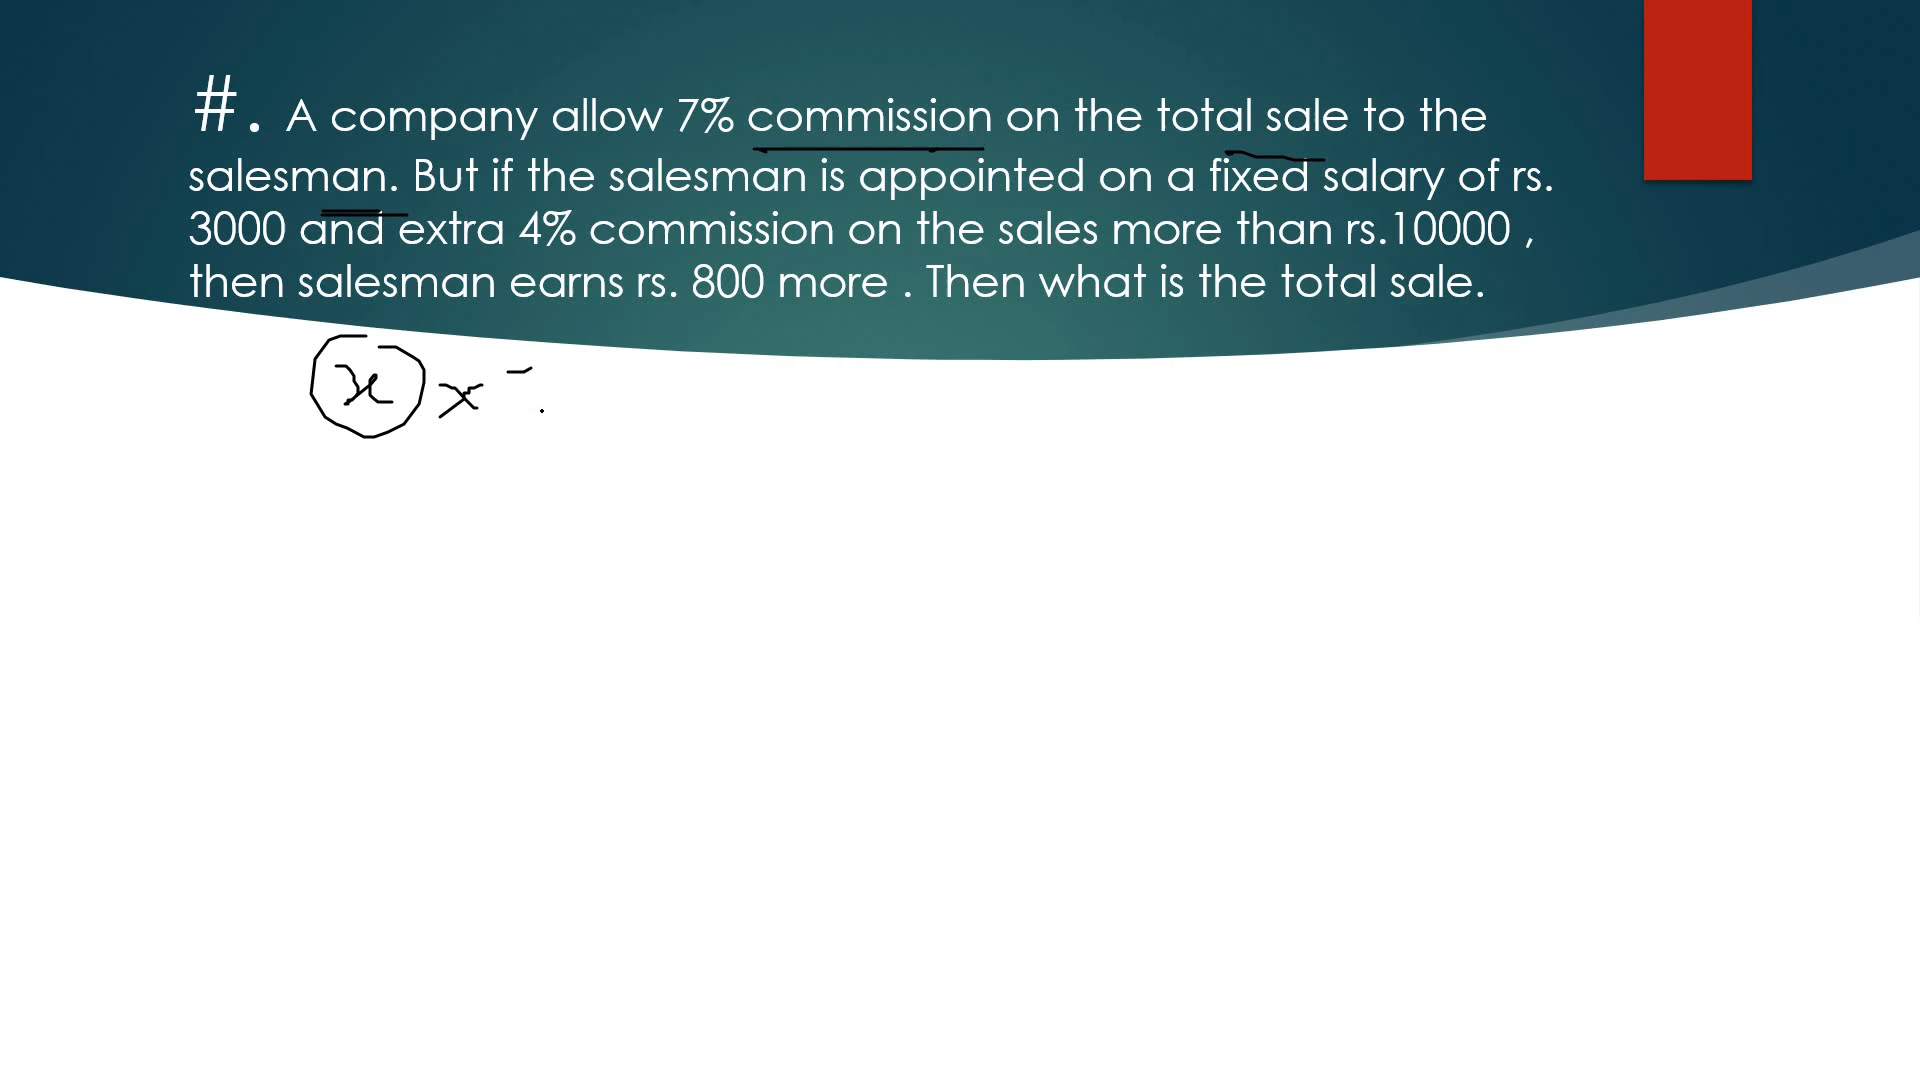 #. A company allow 7% commission on the total sale to the
salesman. But if the salesman is appointed on a fixed salary of rs.
3000 and extra 4% commission on the sales more than rs.10000 ,
then salesman earns rs. 800 more . Then what is the total sale.
x ×